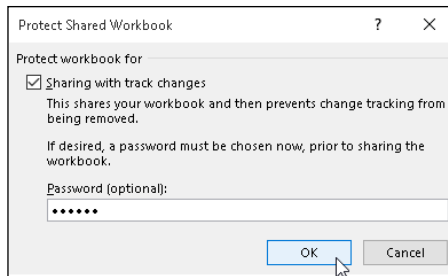 Protect Shared Workbook ? ×
Protect workbook for
Sharing with track changes
This shares your workbook and then prevents change tracking from
being removed.
If desired, a password must be chosen now, prior to sharing the
workbook.
Password (optional):
••••••
OK Cancel